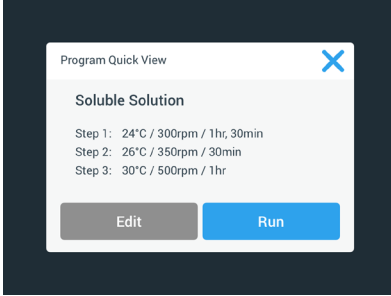 Program Quick View
Soluble Solution
Step 1: 24°C / 300rpm / 1hr, 30min
Step 2: 26°C / 350rpm / 30min
Step 3: 30°C / 500rpm / 1hr
Edit Run